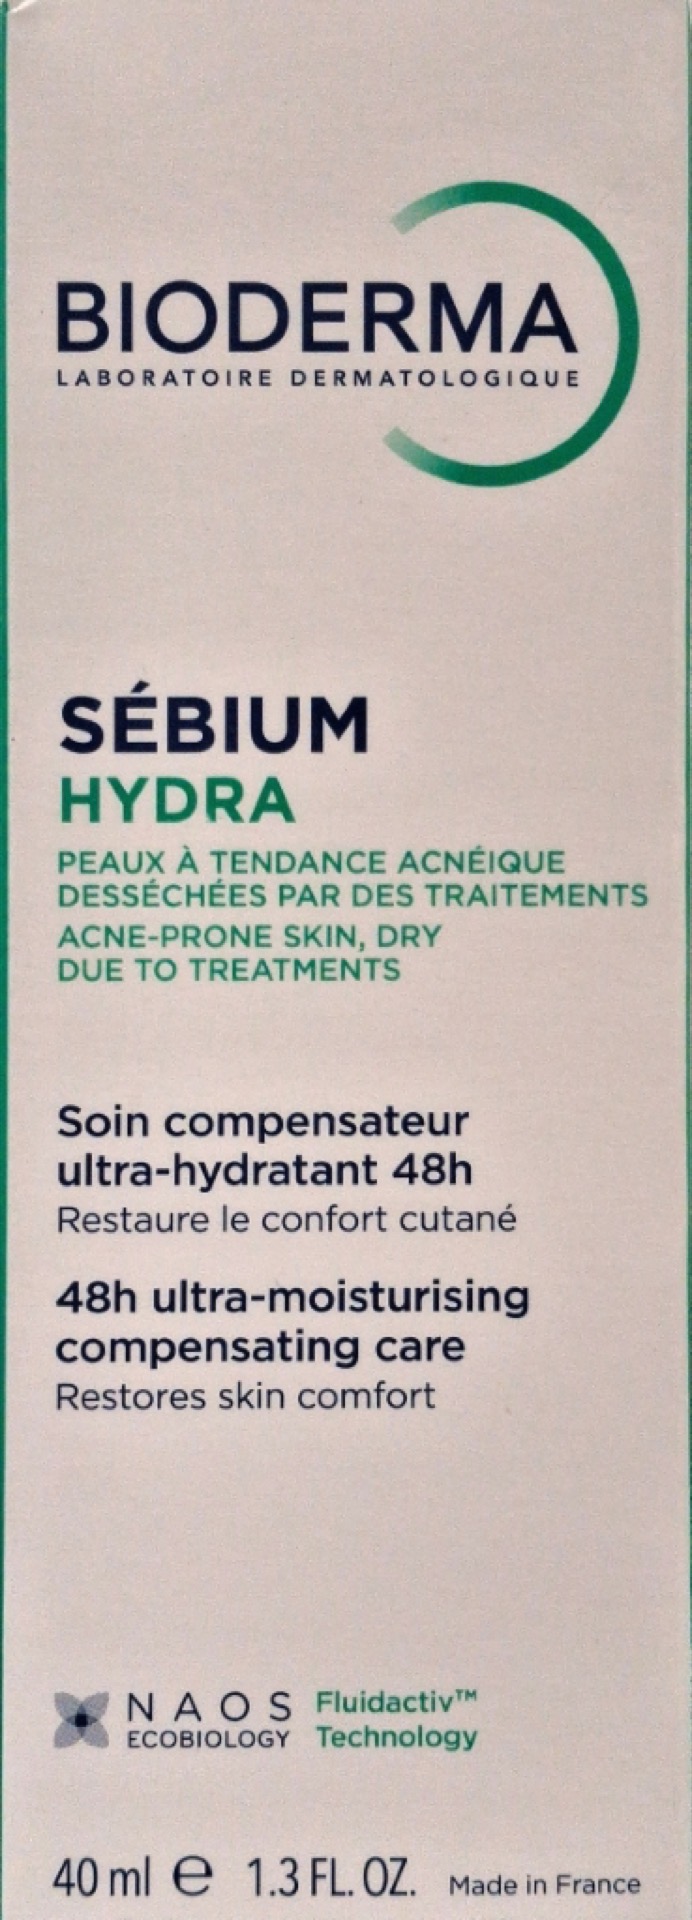 BIODERMA
LABORATOIRE DERMATOLOGIQUE
SÉBIUM
HYDRA
PEAUX À TENDANCE ACNÉIQUE
DESSÉCHÉES PAR DES TRAITEMENTS
ACNE-PRONE SKIN, DRY
DUE TO TREATMENTS
Soin compensateur
ultra-hydratant 48h
Restaure le confort cutané
48h ultra-moisturising
compensating care
Restores skin comfort
NAOS Fluidactiv™
ECOBIOLOGY Technology
40 ml e 1.3 FL. OZ. Made in France